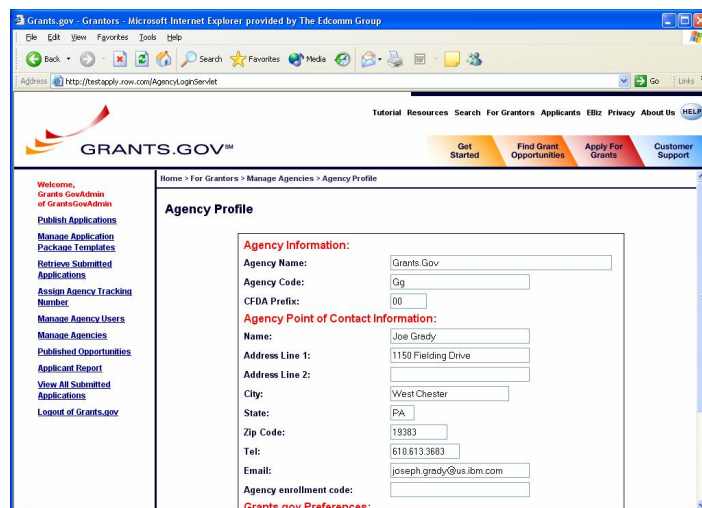 Grants.gov - Grantors - Microsoft Internet Explorer provided by The Edcomm Group
File Edit View Favorites Tools Help
Back Search Favorites Media
Address http://testapply.row.com/AgencyLoginServlet Go Links
Tutorial Resources Search For Grantors Applicants EBiz Privacy About Us HELP
GRANTS.GOV℠
Get Started
Find Grant Opportunities
Apply For Grants
Customer Support
Welcome,
Grants GovAdmin
of GrantsGovAdmin
Publish Applications
Manage Application
Package Templates
Retrieve Submitted
Applications
Assign Agency Tracking
Number
Manage Agency Users
Manage Agencies
Published Opportunities
Applicant Report
View All Submitted
Applications
Logout of Grants.gov
Home > For Grantors > Manage Agencies > Agency Profile
Agency Profile
Agency Information:
Agency Name: Grants.Gov
Agency Code: Gg
CFDA Prefix: 00
Agency Point of Contact Information:
Name: Joe Grady
Address Line 1: 1150 Fielding Drive
Address Line 2:
City: West Chester
State: PA
Zip Code: 19383
Tel: 610.613.3683
Email: joseph.grady@us.ibm.com
Agency enrollment code:
Grants.gov Preferences: